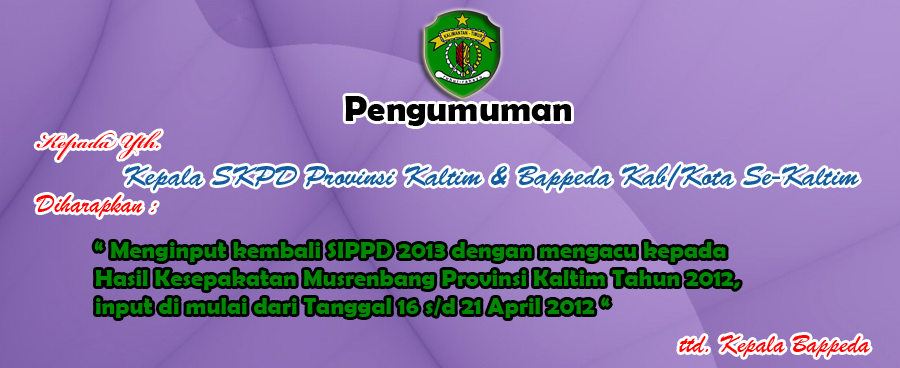 KALIMANTAN - TIMUR
Pengumuman
Kepada Yth.
Kepala SKPD Provinsi Kaltim & Bappeda Kab/Kota Se-Kaltim
Diharapkan :
“ Menginput kembali SIPPD 2013 dengan mengacu kepada
Hasil Kesepakatan Musrenbang Provinsi Kaltim Tahun 2012,
input di mulai dari Tanggal 16 s/d 21 April 2012 “
ttd. Kepala Bappeda